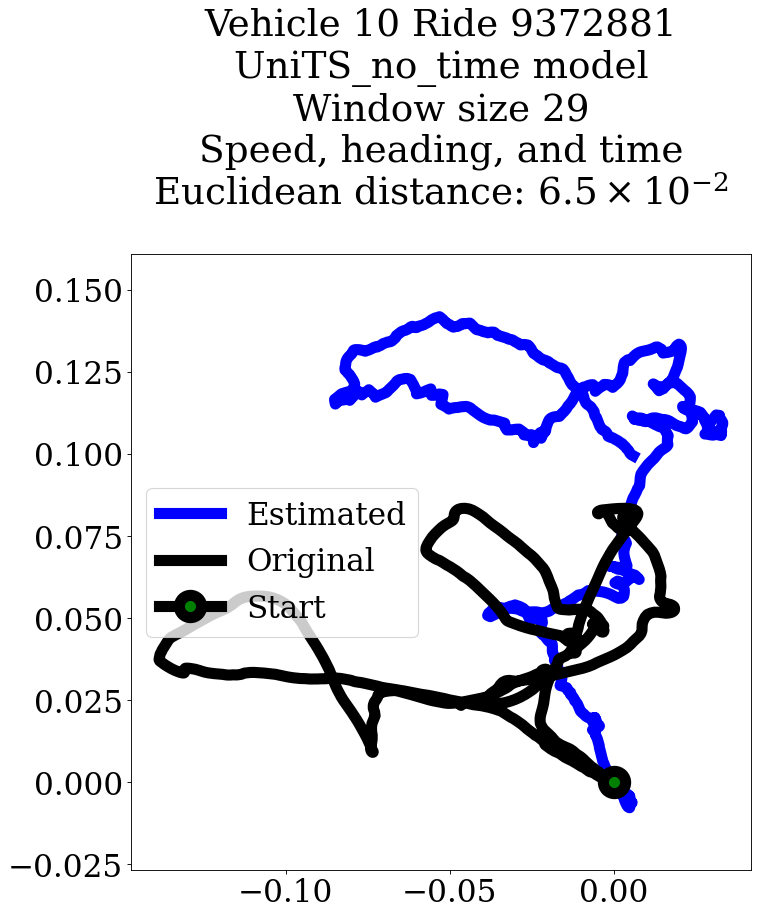 Vehicle 10 Ride 9372881
UniTS_no_time model
Window size 29
Speed, heading, and time
Euclidean distance: 6.5 × 10⁻²
0.150
0.125
0.100
0.075
0.050
0.025
0.000
−0.025
Estimated
Original
Start
−0.10
−0.05
0.00